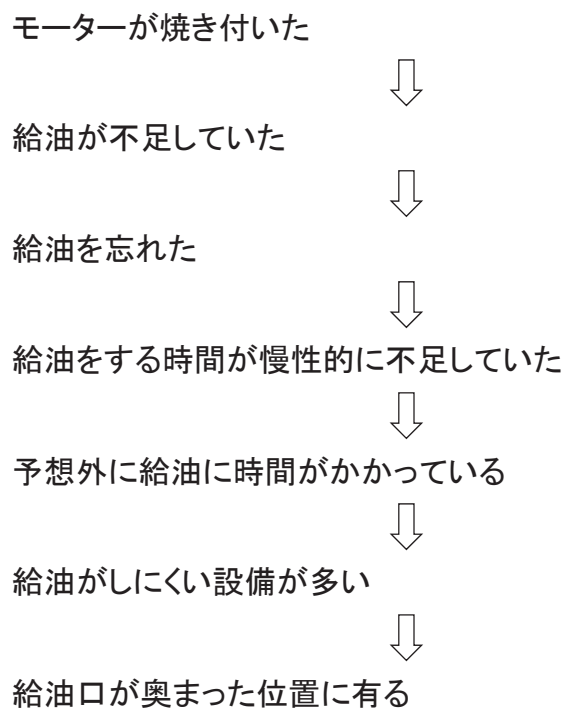 モーターが焼き付いた
給油が不足していた
給油を忘れた
給油をする時間が慢性的に不足していた
予想外に給油に時間がかかっている
給油がしにくい設備が多い
給油口が奥まった位置に有る